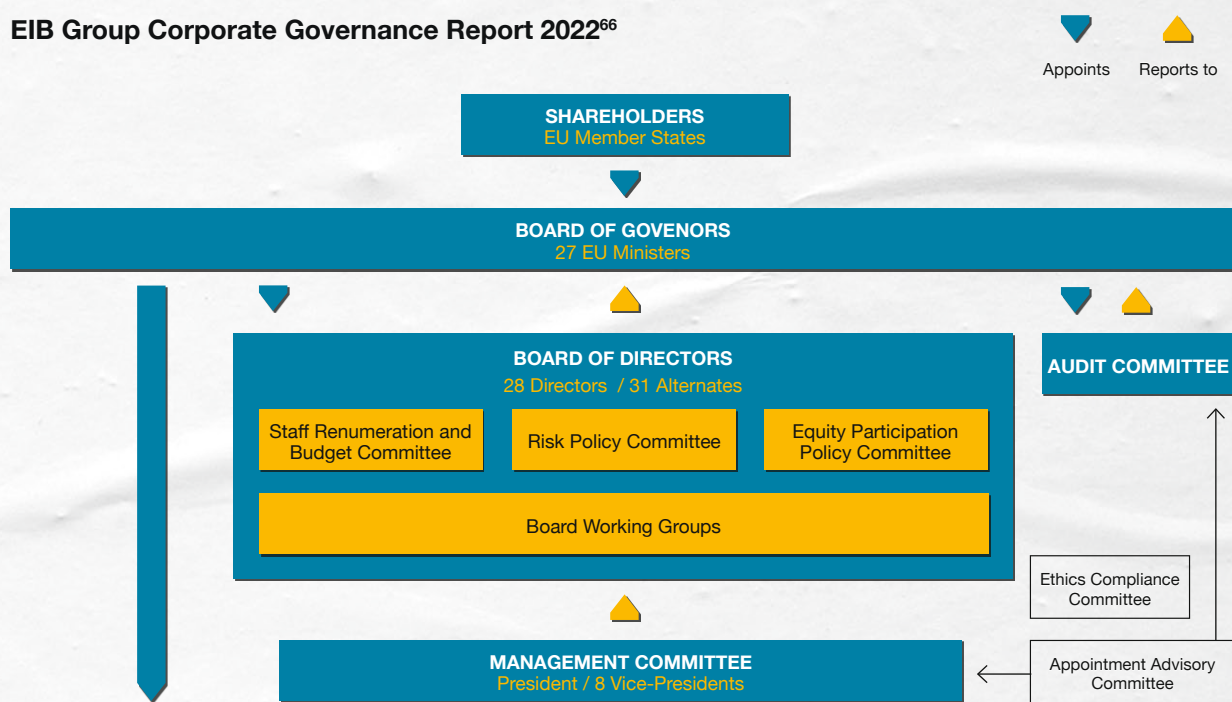 EIB Group Corporate Governance Report 2022⁶⁶
Appoints
Reports to
SHAREHOLDERS
EU Member States
BOARD OF GOVENORS
27 EU Ministers
BOARD OF DIRECTORS
28 Directors / 31 Alternates
AUDIT COMMITTEE
Staff Renumeration and
Budget Committee
Risk Policy Committee
Equity Participation
Policy Committee
Board Working Groups
Ethics Compliance
Committee
MANAGEMENT COMMITTEE
President / 8 Vice-Presidents
Appointment Advisory
Committee